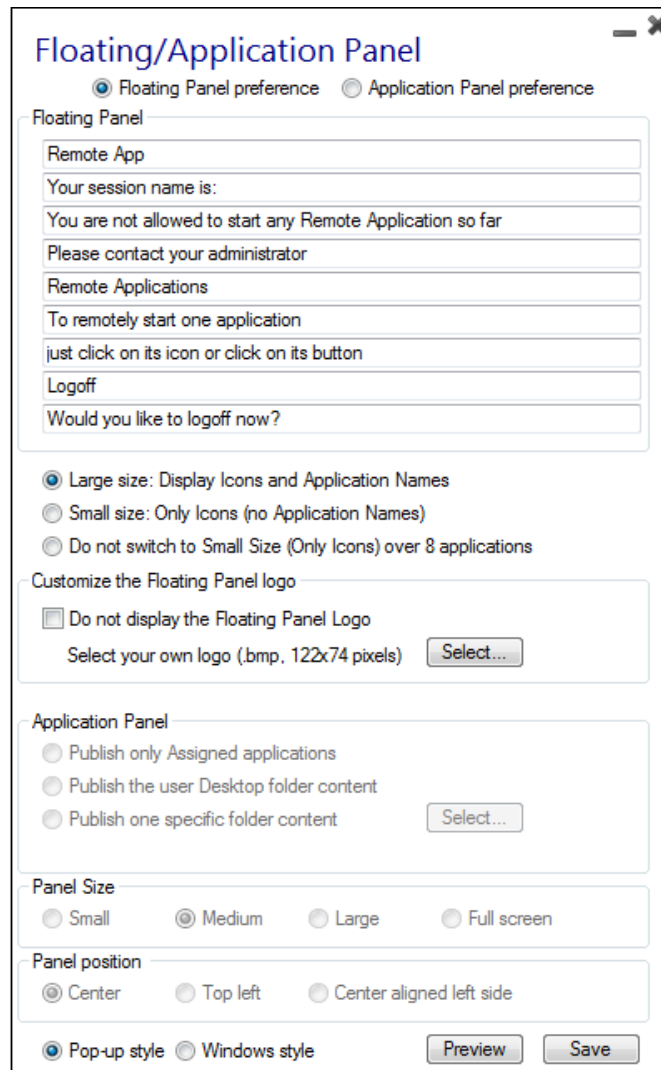 Floating/Application Panel
Floating Panel preference Application Panel preference
Floating Panel
Remote App
Your session name is:
You are not allowed to start any Remote Application so far
Please contact your administrator
Remote Applications
To remotely start one application
just click on its icon or click on its button
Logoff
Would you like to logoff now?
Large size: Display Icons and Application Names
Small size: Only Icons (no Application Names)
Do not switch to Small Size (Only Icons) over 8 applications
Customize the Floating Panel logo
Do not display the Floating Panel Logo
Select your own logo (.bmp, 122x74 pixels) Select...
Application Panel
Publish only Assigned applications
Publish the user Desktop folder content
Publish one specific folder content Select...
Panel Size
Small Medium Large Full screen
Panel position
Center Top left Center aligned left side
Pop-up style Windows style Preview Save